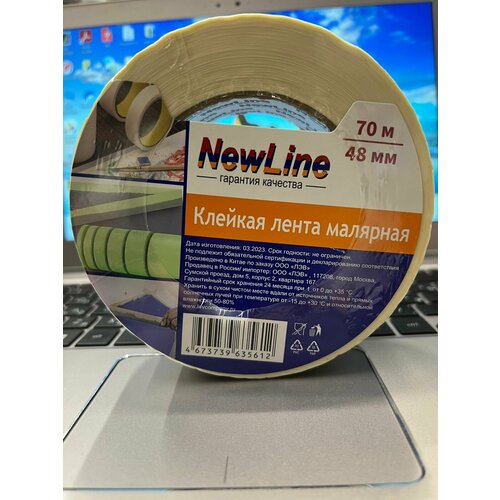 70 м
48 мм
NewLine
гарантия качества
Клейкая лента малярная
Дата изготовления: 03.2023. Срок годности: не ограничен
Не подлежит обязательной сертификации и декларированию соответствия
Произведено в Китае по заказу ООО «ЛЭВ»
Продавец в России/ импортер: ООО «ЛЭВ», 117208, город Москва,
Сумской проезд, дом 5, корпус 2, квартира 167.
Гарантийный срок хранения 24 месяца при t от 0 до +35 °C
Хранить в сухом чистом месте вдали от источников тепла и прямых
солнечных лучей при температуре от -15 до +30 °C и относительной
влажности 50-80%
4 673739 635612